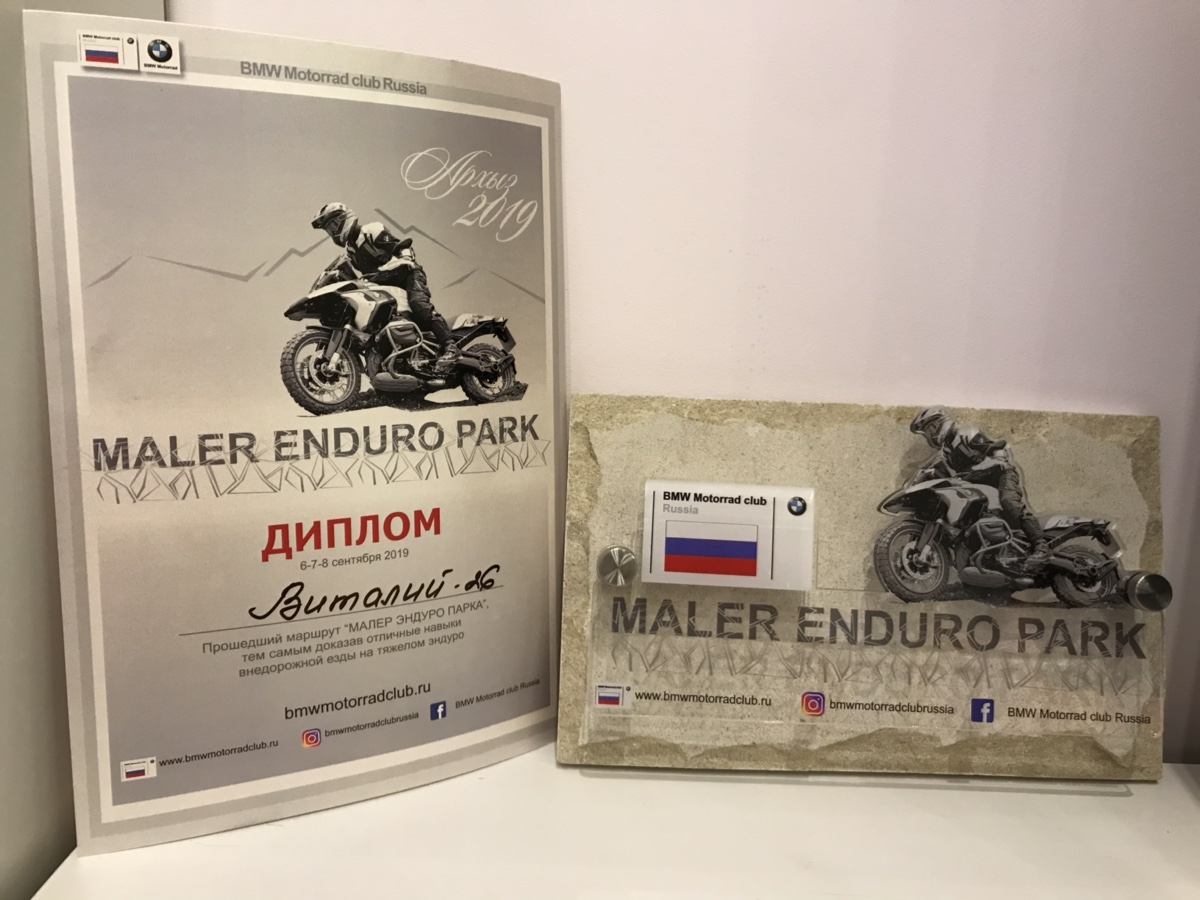 BMW Motorrad club
BMW Motorrad
BMW Motorrad club Russia
Архыз
2019
MALER ENDURO PARK
ДИПЛОМ
6-7-8 сентября 2019
Виталий-26
Прошедший маршрут "МАЛЕР ЭНДУРО ПАРКА",
тем самым доказав отличные навыки
внедорожной езды на тяжелом эндуро
bmwmotorradclub.ru
www.bmwmotorradclub.ru
bmwmotorradclubrussia
BMW Motorrad club Russia
BMW Motorrad club
Russia
MALER ENDURO PARK
www.bmwmotorradclub.ru
bmwmotorradclubrussia
BMW Motorrad club Russia